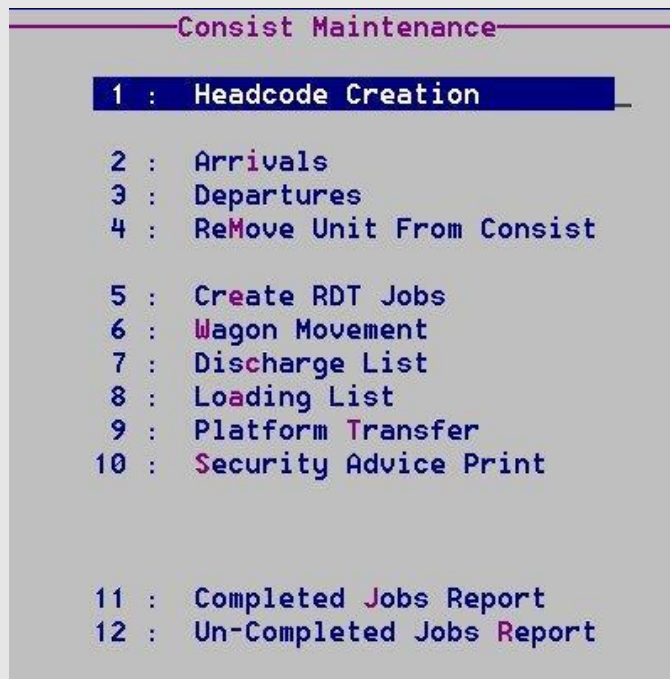 Consist Maintenance
1 : Headcode Creation
2 : Arrivals
3 : Departures
4 : ReMove Unit From Consist
5 : Create RDT Jobs
6 : Wagon Movement
7 : Discharge List
8 : Loading List
9 : Platform Transfer
10 : Security Advice Print
11 : Completed Jobs Report
12 : Un-Completed Jobs Report